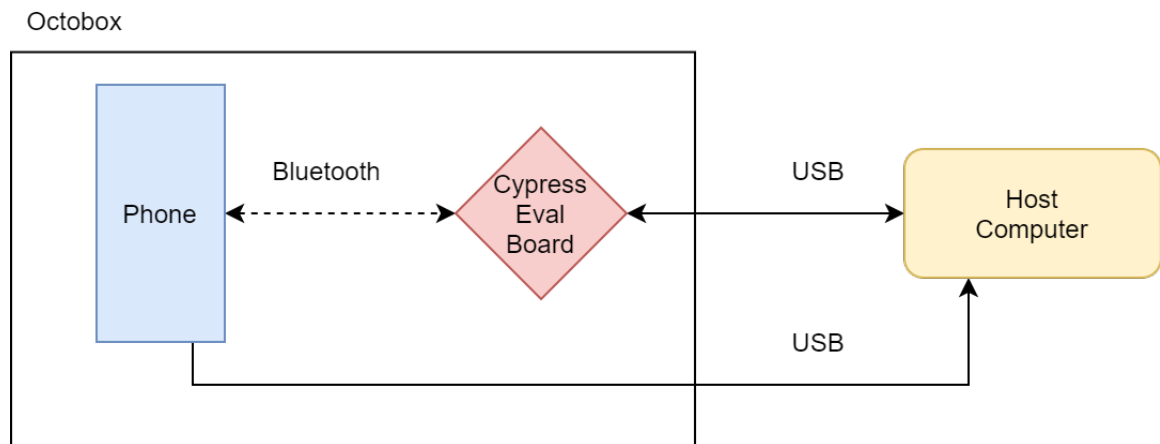 Octobox
Phone
Bluetooth
Cypress
Eval
Board
USB
Host
Computer
USB